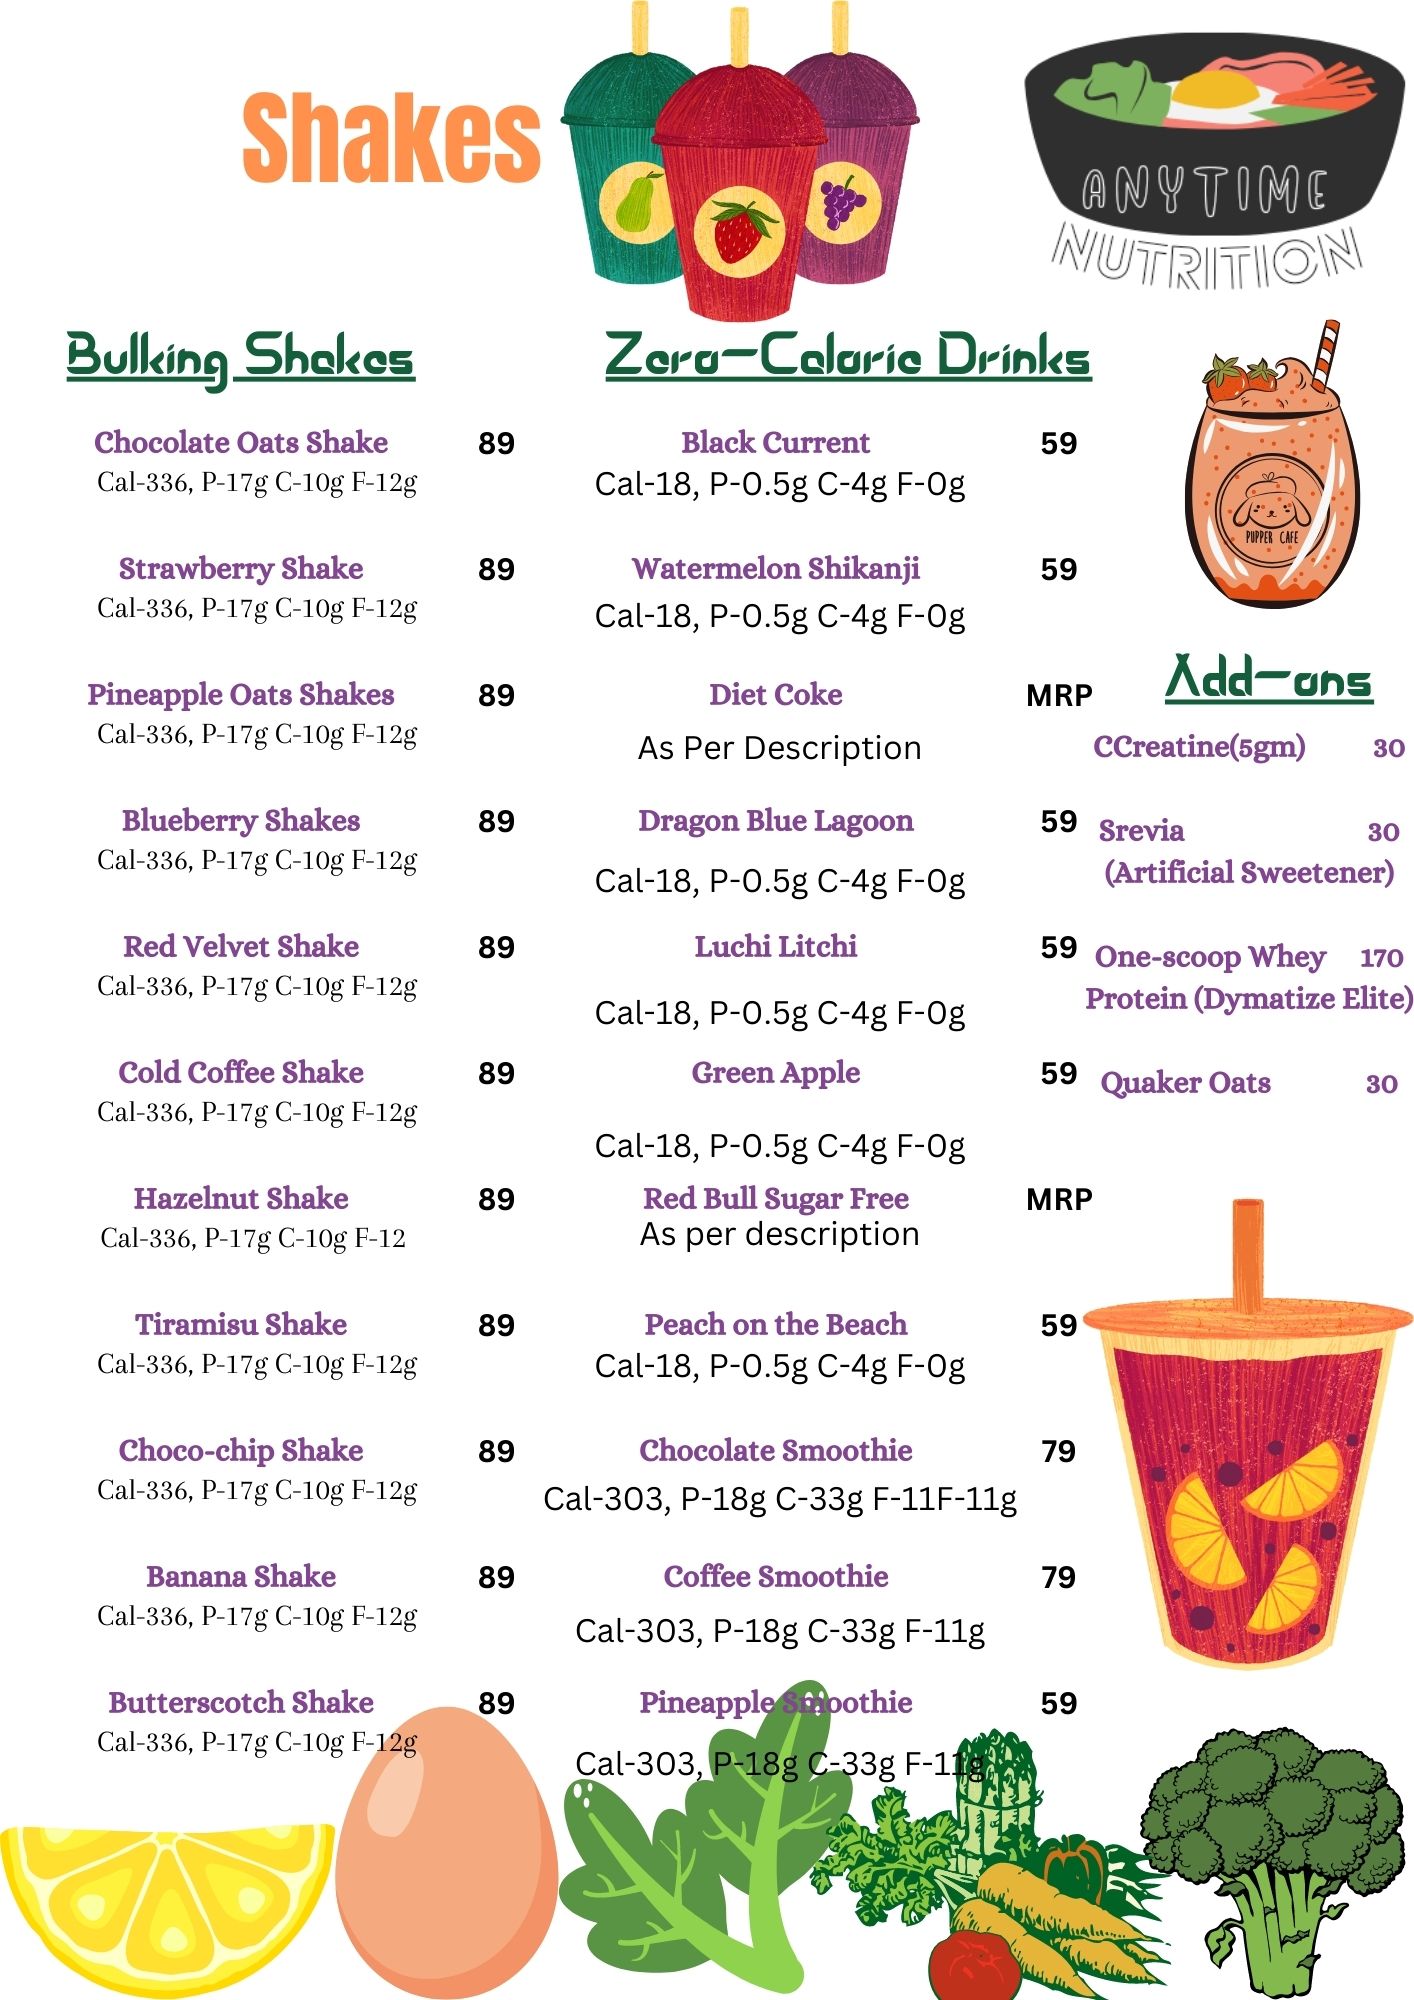 Shakes
ANYTIME
NUTRITION
Bulking Shakes
Chocolate Oats Shake 89
Cal-336, P-17g C-10g F-12g
Strawberry Shake 89
Cal-336, P-17g C-10g F-12g
Pineapple Oats Shakes 89
Cal-336, P-17g C-10g F-12g
Blueberry Shakes 89
Cal-336, P-17g C-10g F-12g
Red Velvet Shake 89
Cal-336, P-17g C-10g F-12g
Cold Coffee Shake 89
Cal-336, P-17g C-10g F-12g
Hazelnut Shake 89
Cal-336, P-17g C-10g F-12
Tiramisu Shake 89
Cal-336, P-17g C-10g F-12g
Choco-chip Shake 89
Cal-336, P-17g C-10g F-12g
Banana Shake 89
Cal-336, P-17g C-10g F-12g
Butterscotch Shake 89
Cal-336, P-17g C-10g F-12g
Zero-Calorie Drinks
Black Current 59
Cal-18, P-0.5g C-4g F-0g
Watermelon Shikanji 59
Cal-18, P-0.5g C-4g F-0g
Diet Coke MRP
As Per Description
Dragon Blue Lagoon 59
Cal-18, P-0.5g C-4g F-0g
Luchi Litchi 59
Cal-18, P-0.5g C-4g F-0g
Green Apple 59
Cal-18, P-0.5g C-4g F-0g
Red Bull Sugar Free MRP
As per description
Peach on the Beach 59
Cal-18, P-0.5g C-4g F-0g
Chocolate Smoothie 79
Cal-303, P-18g C-33g F-11F-11g
Coffee Smoothie 79
Cal-303, P-18g C-33g F-11g
Pineapple Smoothie 59
Cal-303, P-18g C-33g F-11g
PUPPER CAFE
Add-ons
CCreatine(5gm) 30
Srevia 30
(Artificial Sweetener)
One-scoop Whey 170
Protein (Dymatize Elite)
Quaker Oats 30